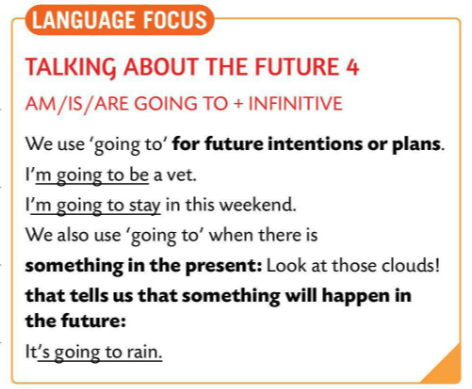 LANGUAGE FOCUS
TALKING ABOUT THE FUTURE 4
AM/IS/ARE GOING TO + INFINITIVE
We use ‘going to’ for future intentions or plans.
I’m going to be a vet.
I’m going to stay in this weekend.
We also use ‘going to’ when there is
something in the present: Look at those clouds!
that tells us that something will happen in
the future:
It’s going to rain.